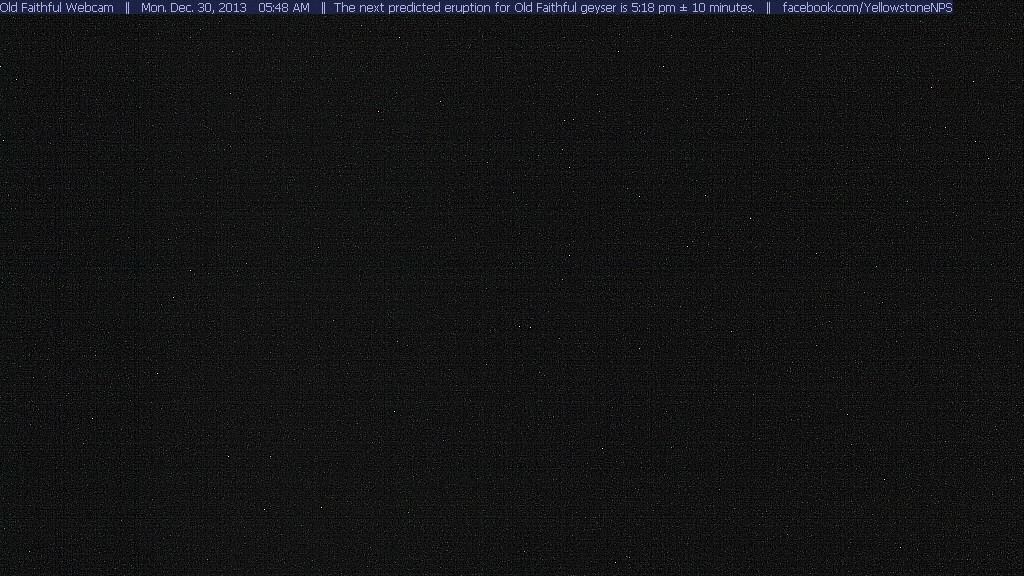 Old Faithful Webcam || Mon. Dec. 30, 2013 05:48 AM || The next predicted eruption for Old Faithful geyser is 5:18 pm ± 10 minutes. || facebook.com/YellowstoneNPS